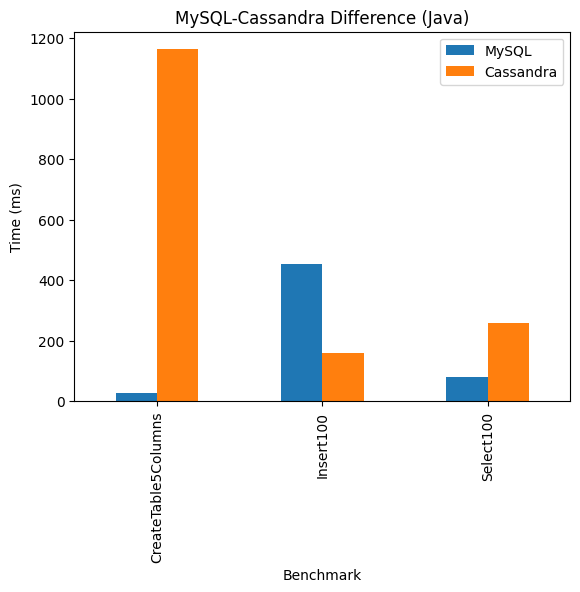 MySQL-Cassandra Difference (Java)
MySQL
Cassandra
Time (ms)
1200
1000
800
600
400
200
0
CreateTable5Columns
Insert100
Select100
Benchmark